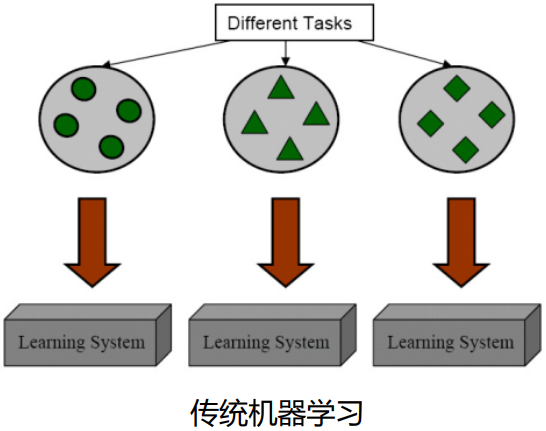 Different Tasks
Learning System
Learning System
Learning System
传统机器学习